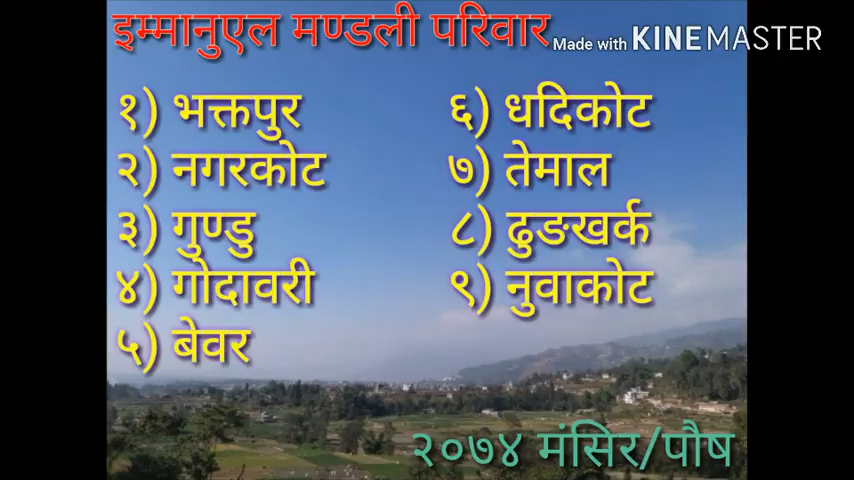 इम्मानुएल मण्डली परिवार
Made with KINEMASTER
१) भक्तपुर
२) नगरकोट
३) गुण्डु
४) गोदावरी
५) बेवर
६) धदिकोट
७) तेमाल
८) ढुङखर्क
९) नुवाकोट
२०७४ मंसिर/पौष